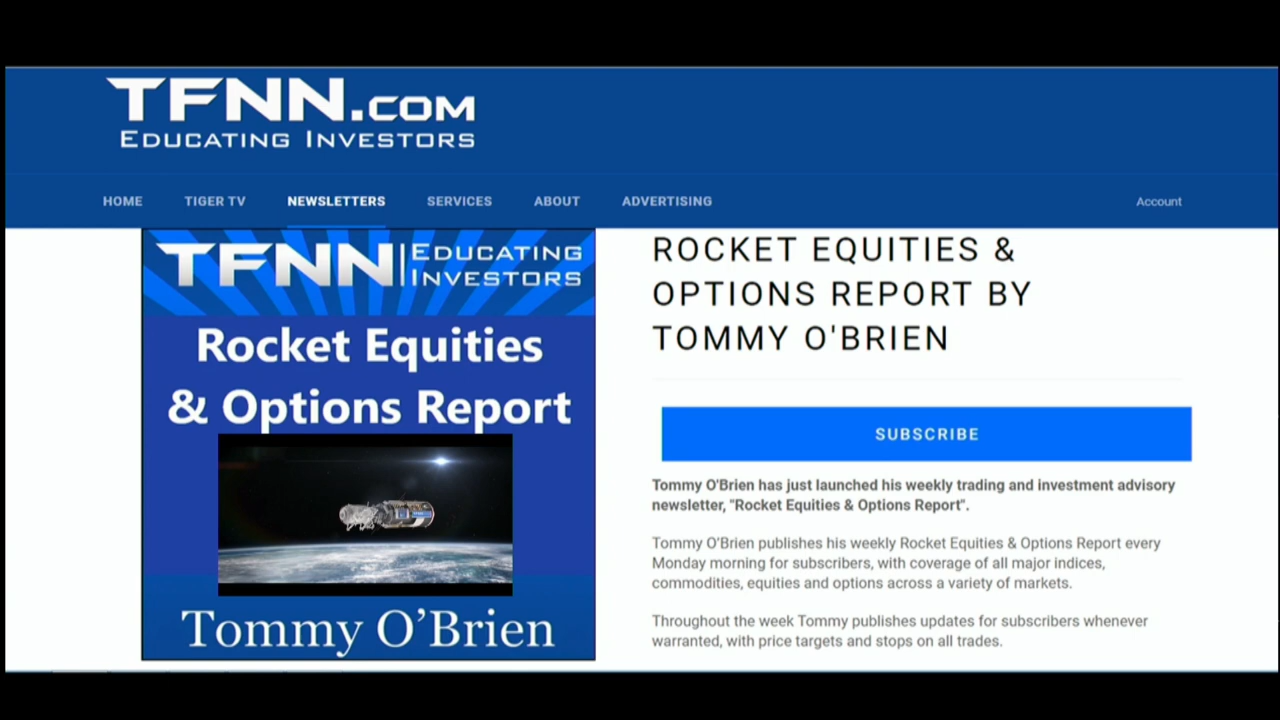 TFNN.COM
EDUCATING INVESTORS
HOME TIGER TV NEWSLETTERS SERVICES ABOUT ADVERTISING Account
TFNN|EDUCATING
INVESTORS
Rocket Equities
& Options Report
Tommy O’Brien
ROCKET EQUITIES &
OPTIONS REPORT BY
TOMMY O'BRIEN
SUBSCRIBE
Tommy O'Brien has just launched his weekly trading and investment advisory
newsletter, "Rocket Equities & Options Report".
Tommy O’Brien publishes his weekly Rocket Equities & Options Report every
Monday morning for subscribers, with coverage of all major indices,
commodities, equities and options across a variety of markets.
Throughout the week Tommy publishes updates for subscribers whenever
warranted, with price targets and stops on all trades.